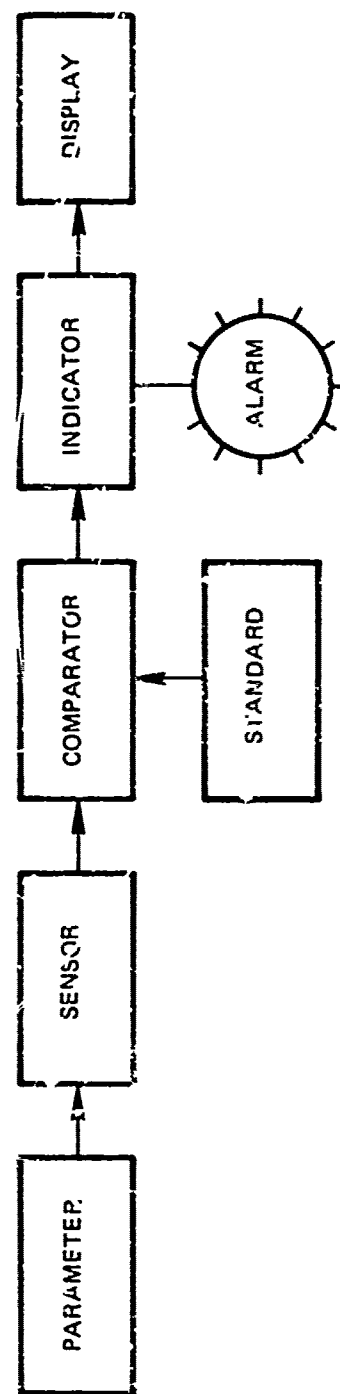 PARAMETER
SENSOR
COMPARATOR
INDICATOR
DISPLAY
STANDARD
ALARM